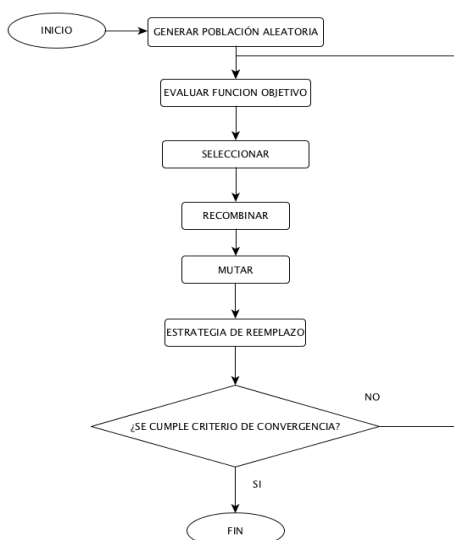 INICIO
GENERAR POBLACIÓN ALEATORIA
EVALUAR FUNCION OBJETIVO
SELECCIONAR
RECOMBINAR
MUTAR
ESTRATEGIA DE REEMPLAZO
NO
¿SE CUMPLE CRITERIO DE CONVERGENCIA?
SI
FIN